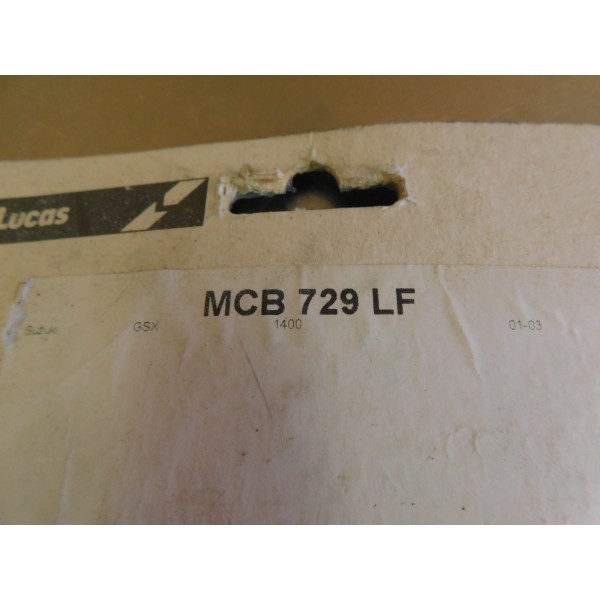 Lucas
MCB 729 LF
Suzuki GSX 1400 01-03